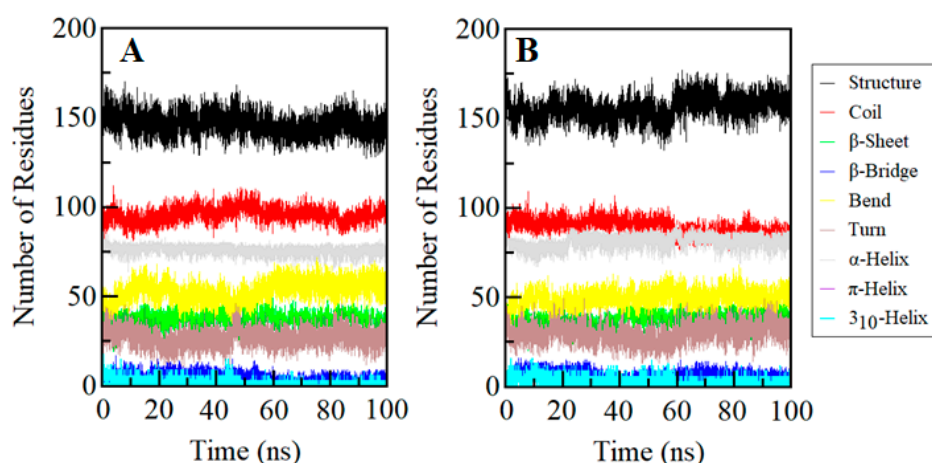 A
Number of Residues
200
150
100
50
0
0 20 40 60 80 100
Time (ns)
B
Number of Residues
200
150
100
50
0
0 20 40 60 80 100
Time (ns)
Structure
Coil
β-Sheet
β-Bridge
Bend
Turn
α-Helix
π-Helix
3₁₀-Helix